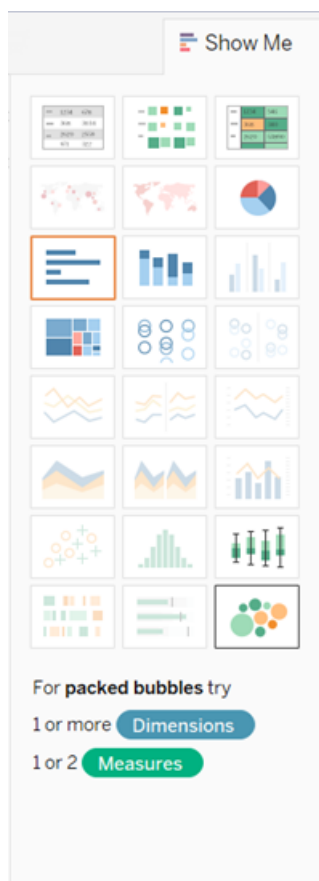 Show Me
For packed bubbles try
1 or more Dimensions
1 or 2 Measures